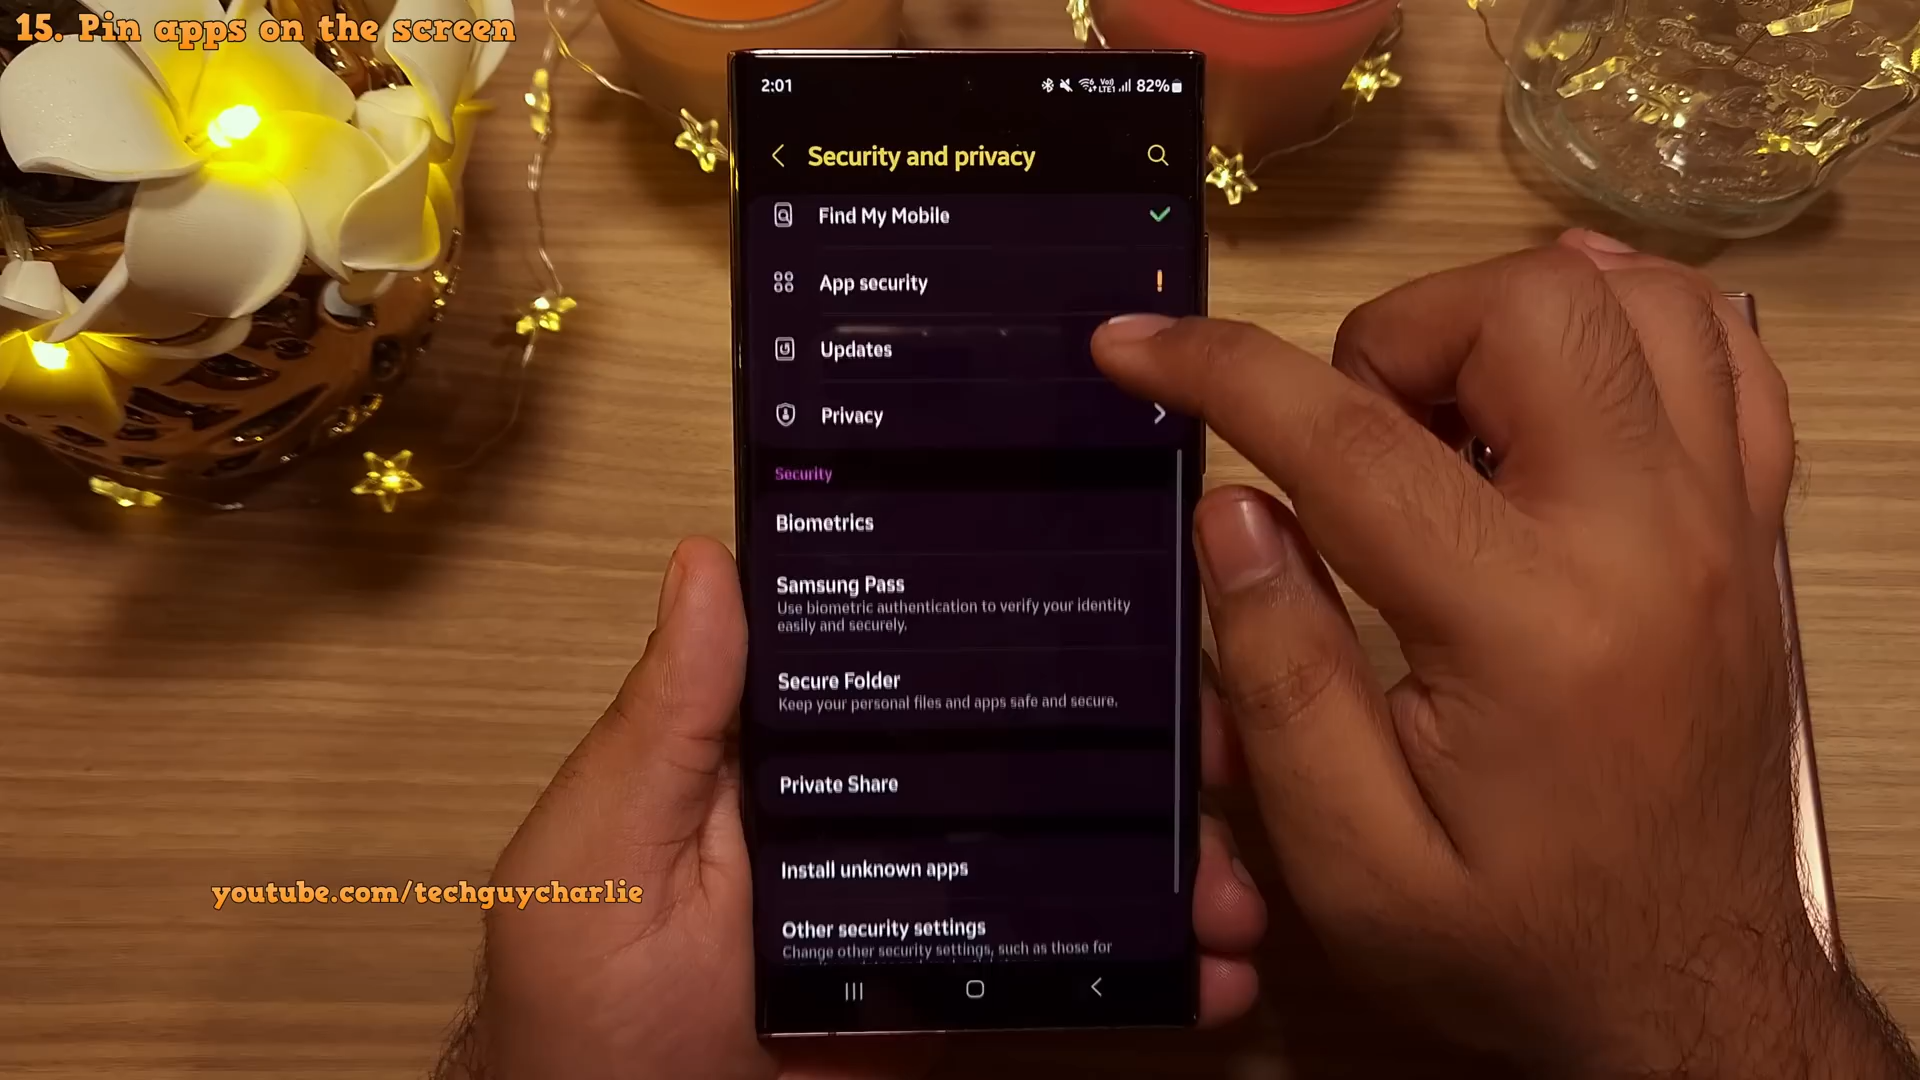 15. Pin apps on the screen
2:01
82%
Security and privacy
Find My Mobile
App security
Updates
Privacy
Security
Biometrics
Samsung Pass
Use biometric authentication to verify your identity
easily and securely.
Secure Folder
Keep your personal files and apps safe and secure.
Private Share
Install unknown apps
Other security settings
Change other security settings, such as those for
youtube.com/techguycharlie